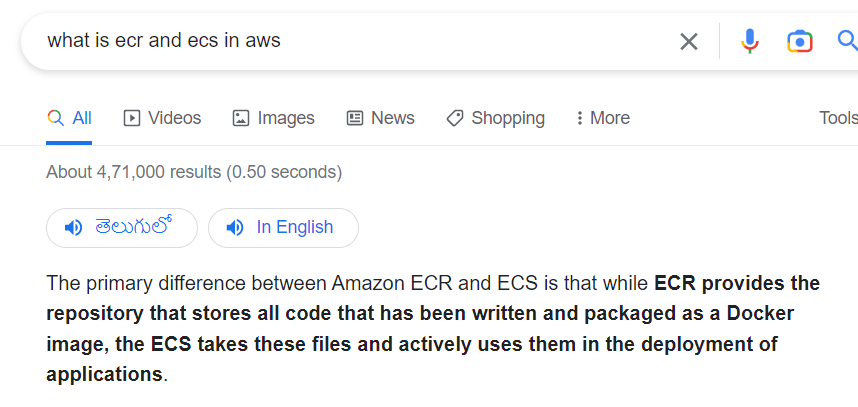 what is ecr and ecs in aws
All Videos Images News Shopping More Tools
About 4,71,000 results (0.50 seconds)
తెలుగులో In English
The primary difference between Amazon ECR and ECS is that while ECR provides the
repository that stores all code that has been written and packaged as a Docker
image, the ECS takes these files and actively uses them in the deployment of
applications.